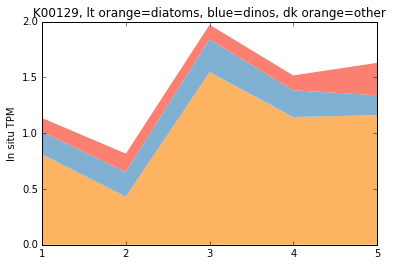 K00129, lt orange=diatoms, blue=dinos, dk orange=other
2.0
1.5
1.0
0.5
0.0
In situ TPM
1 2 3 4 5